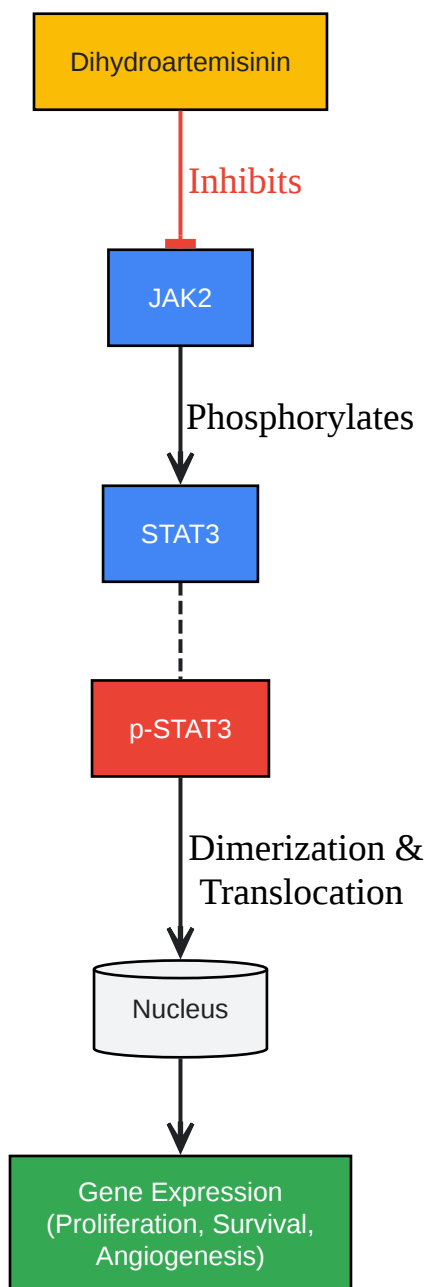 Dihydroartemisinin
Inhibits
JAK2
Phosphorylates
STAT3
p-STAT3
Dimerization &
Translocation
Nucleus
Gene Expression
(Proliferation, Survival,
Angiogenesis)